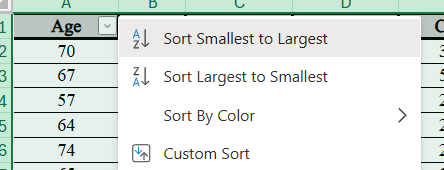 A B C D
1 Age
Sort Smallest to Largest
2 70
3 67
Sort Largest to Smallest
4 57
5 64
Sort By Color
6 74
Custom Sort